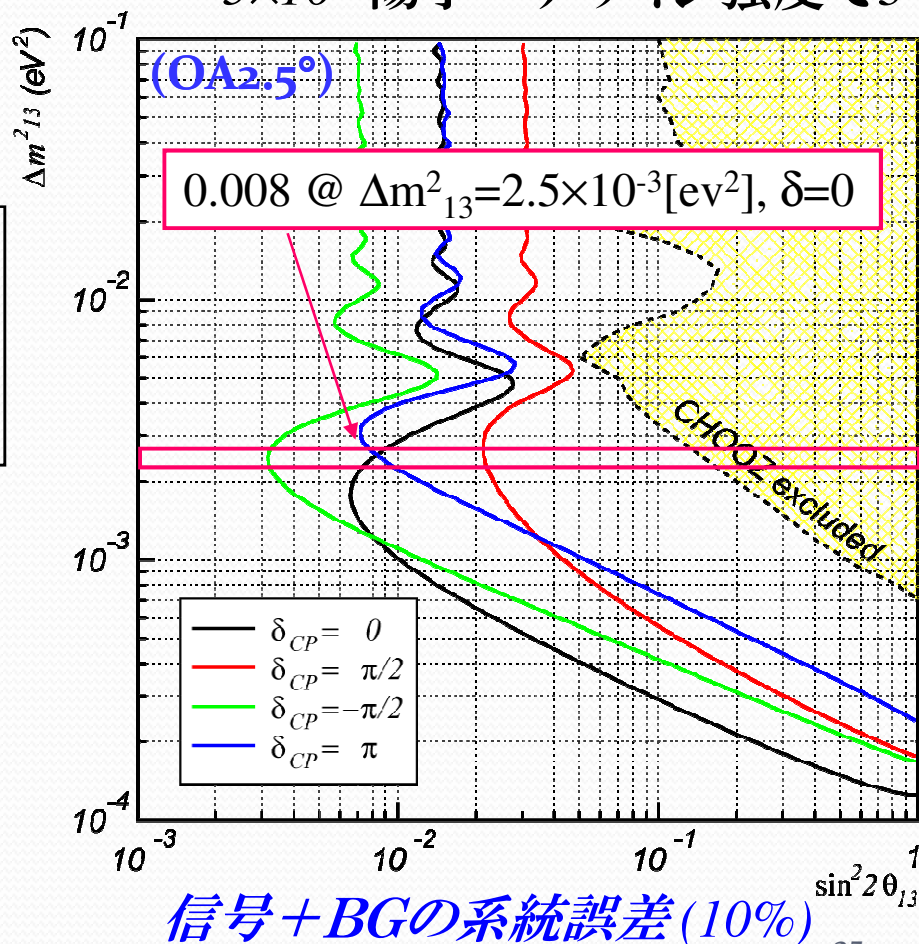 10⁻¹
(OA2.5°)
Δm²₁₃ (eV²)
0.008 @ Δm²₁₃=2.5×10⁻³[ev²], δ=0
10⁻²
CHOOZ excluded
10⁻³
δCP= 0
δCP= π/2
δCP=−π/2
δCP= π
10⁻⁴
10⁻³ 10⁻² 10⁻¹ 1
sin²2θ₁₃
信号＋BGの系統誤差(10%)